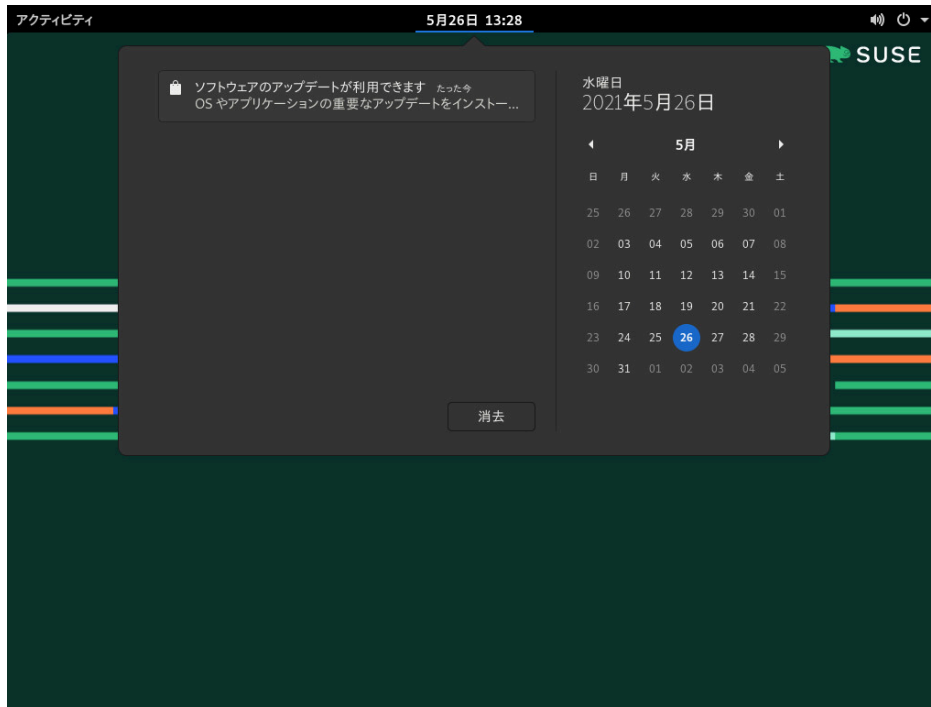 アクティビティ
5月26日 13:28
SUSE
ソフトウェアのアップデートが利用できます たった今
OS やアプリケーションの重要なアップデートをインストー...
消去
水曜日
2021年5月26日
5月
日 月 火 水 木 金 土
25 26 27 28 29 30 01
02 03 04 05 06 07 08
09 10 11 12 13 14 15
16 17 18 19 20 21 22
23 24 25 26 27 28 29
30 31 01 02 03 04 05